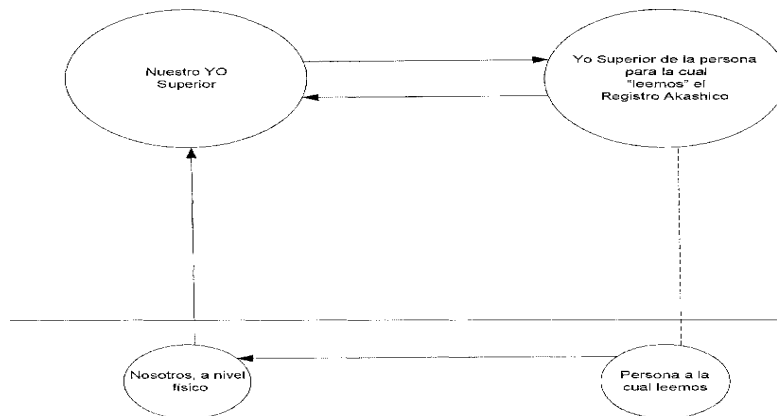 Nuestro YO
Superior
Yo Superior de la persona
para la cual
"leemos" el
Registro Akashico
Nosotros, a nivel
físico
Persona a la
cual leemos